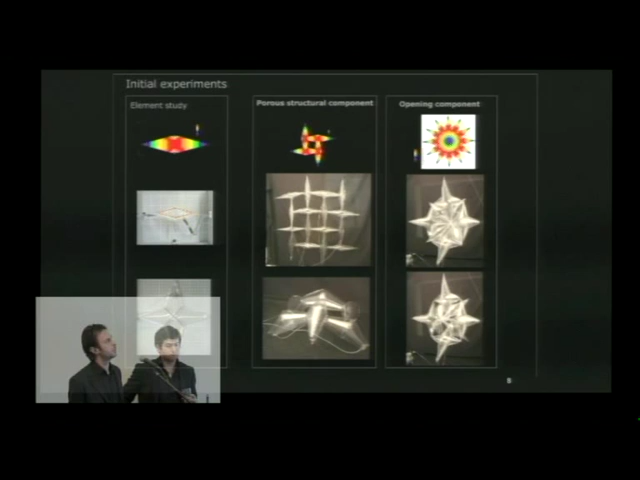 Initial experiments
Element study
Porous structural component
Opening component